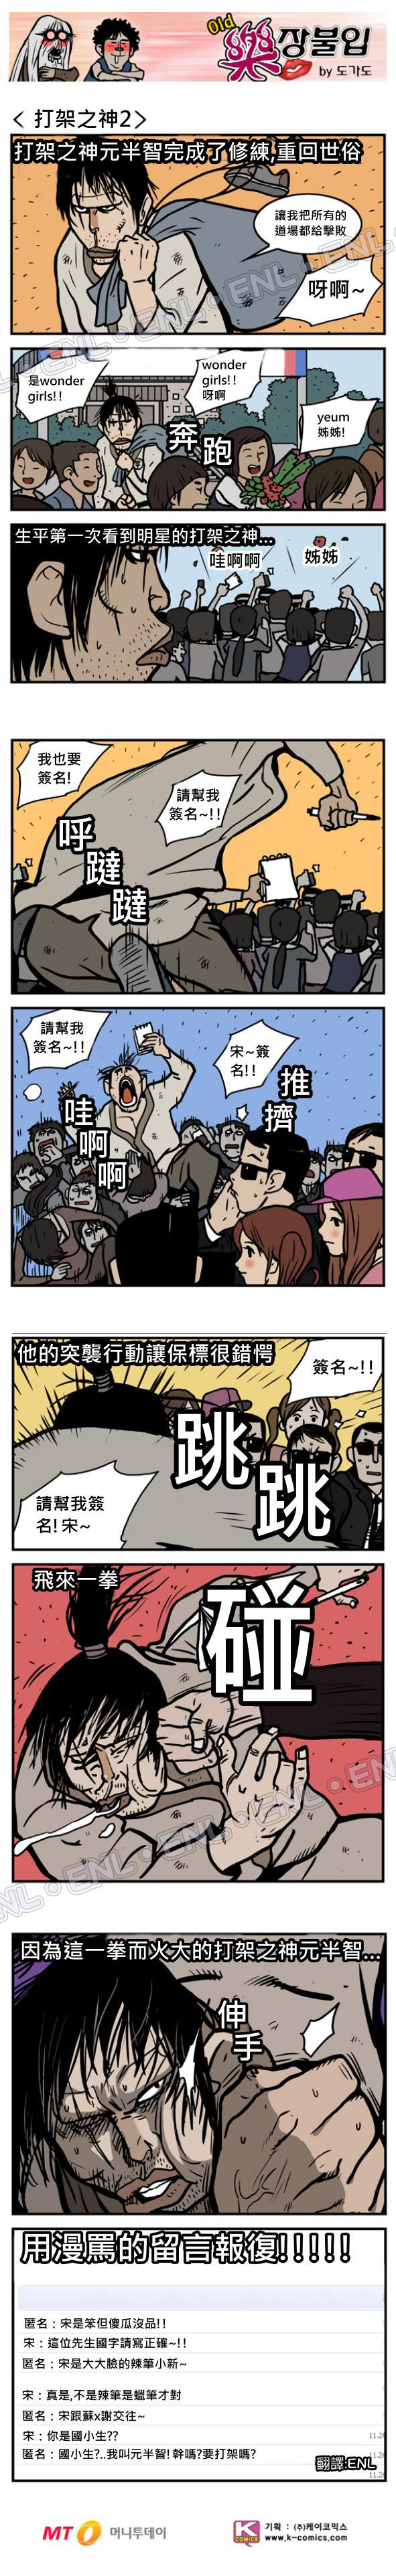 Old
樂장불입
by 도가도
< 打架之神2>
打架之神元半智完成了修練,重回世俗
讓我把所有的
道場都給擊敗
呀啊~
是wonder
girls!!
wonder
girls!!
呀啊
yeum
姊姊!
奔
跑
生平第一次看到明星的打架之神...
哇啊啊
姊姊
我也要
簽名!
請幫我
簽名~!!
呼
躂
躂
請幫我
簽名~!!
宋~簽
名!!
推
擠
哇
啊
啊
他的突襲行動讓保標很錯愕
簽名~!!
跳
跳
請幫我簽
名! 宋~
飛來一拳
碰
因為這一拳而火大的打架之神元半智...
伸
手
用漫罵的留言報復!!!!!
匿名：宋是笨但傻瓜沒品!!
宋：這位先生國字請寫正確~!!
匿名：宋是大大臉的辣筆小新~
宋：真是,不是辣筆是蠟筆才對
匿名：宋跟蘇x謝交往~
宋：你是國小生??
匿名：國小生?..我叫元半智! 幹嗎?要打架嗎?
翻譯:ENL
MT 머니투데이
K COMICS
기획 : (주)케이코믹스
www.k-comics.com
ENL